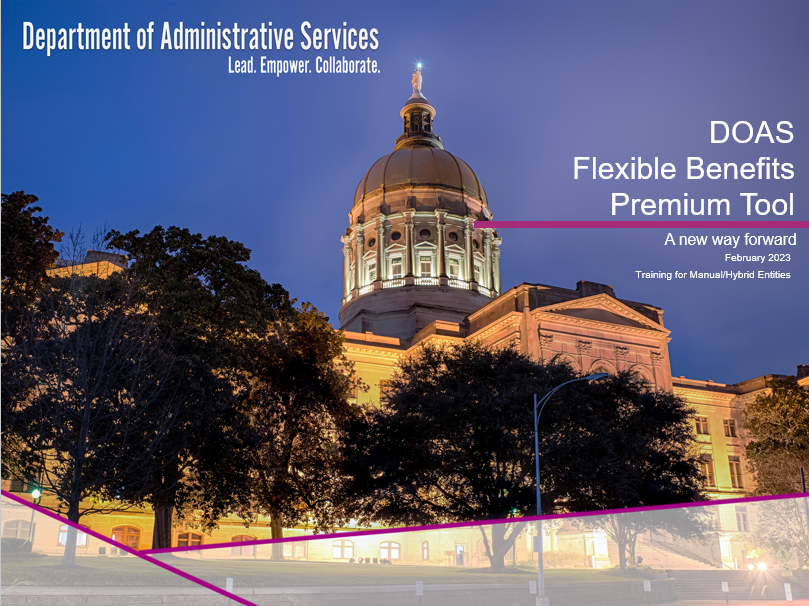 Department of Administrative Services
Lead. Empower. Collaborate.
DOAS
Flexible Benefits
Premium Tool
A new way forward
February 2023
Training for Manual/Hybrid Entities